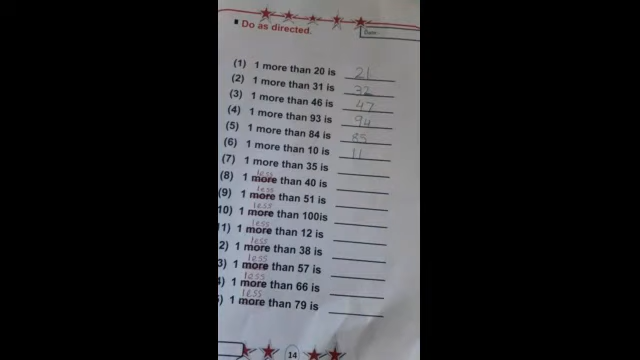 Do as directed.
Date:
(1) 1 more than 20 is 21
(2) 1 more than 31 is 32
(3) 1 more than 46 is 47
(4) 1 more than 93 is 94
(5) 1 more than 84 is 85
(6) 1 more than 10 is 11
(7) 1 more than 35 is
less
(8) 1 more than 40 is
less
(9) 1 more than 51 is
less
10) 1 more than 100is
less
1) 1 more than 12 is
less
2) 1 more than 38 is
less
3) 1 more than 57 is
less
4) 1 more than 66 is
less
5) 1 more than 79 is
14